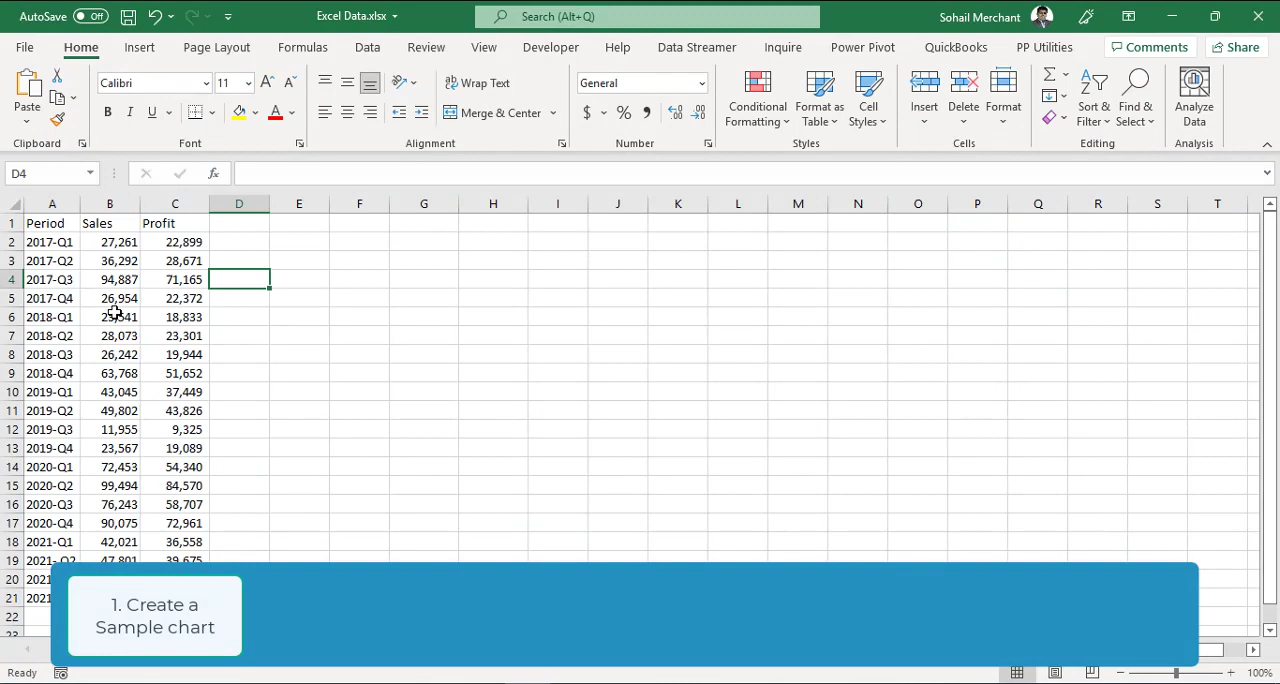 AutoSave Off Excel Data.xlsx Search (Alt+Q) Sohail Merchant
File Home Insert Page Layout Formulas Data Review View Developer Help Data Streamer Inquire Power Pivot QuickBooks PP Utilities Comments Share
Paste Calibri 11 Wrap Text General Conditional Formatting Format as Table Cell Styles Insert Delete Format Sort & Filter Find & Select Analyze Data
B I U Merge & Center $ % ,
Clipboard Font Alignment Number Styles Cells Editing Analysis
D4 fx
A B C D E F G H I J K L M N O P Q R S T
1 Period Sales Profit
2 2017-Q1 27,261 22,899
3 2017-Q2 36,292 28,671
4 2017-Q3 94,887 71,165
5 2017-Q4 26,954 22,372
6 2018-Q1 18,833
7 2018-Q2 28,073 23,301
8 2018-Q3 26,242 19,944
9 2018-Q4 63,768 51,652
10 2019-Q1 43,045 37,449
11 2019-Q2 49,802 43,826
12 2019-Q3 11,955 9,325
13 2019-Q4 23,567 19,089
14 2020-Q1 72,453 54,340
15 2020-Q2 99,494 84,570
16 2020-Q3 76,243 58,707
17 2020-Q4 90,075 72,961
18 2021-Q1 42,021 36,558
19 2021- Q2 47,801 39,675
20 2021
21 2021
22
23
1. Create a
Sample chart
Ready 100%